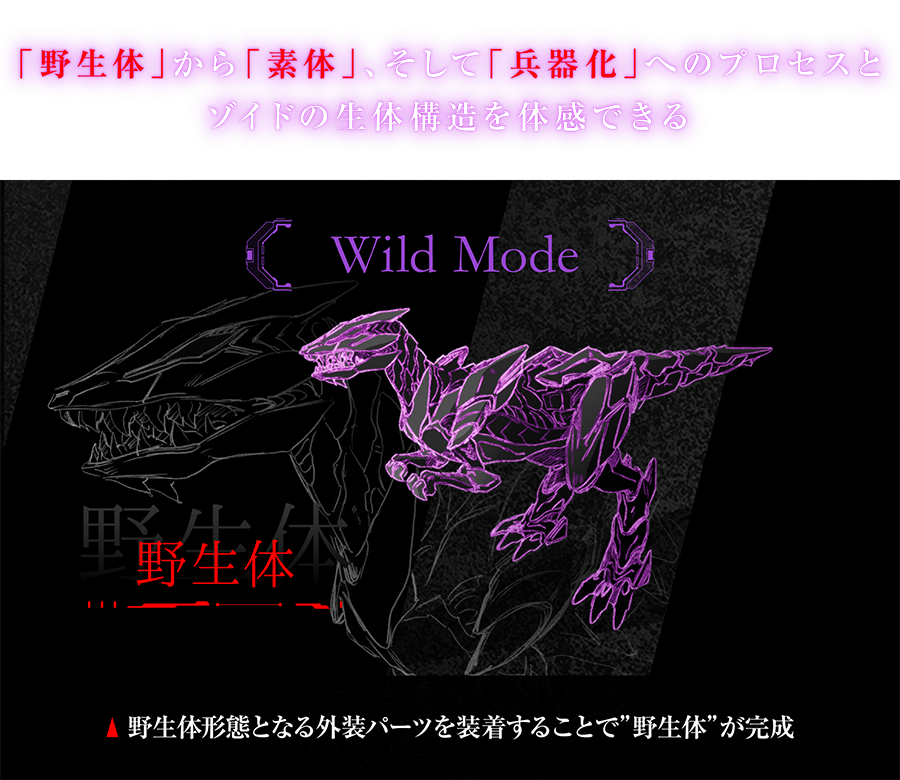 「野生体」から「素体」、そして「兵器化」へのプロセスと
ゾイドの生体構造を体感できる
Wild Mode
野生体
野生体
▲ 野生体形態となる外装パーツを装着することで”野生体”が完成